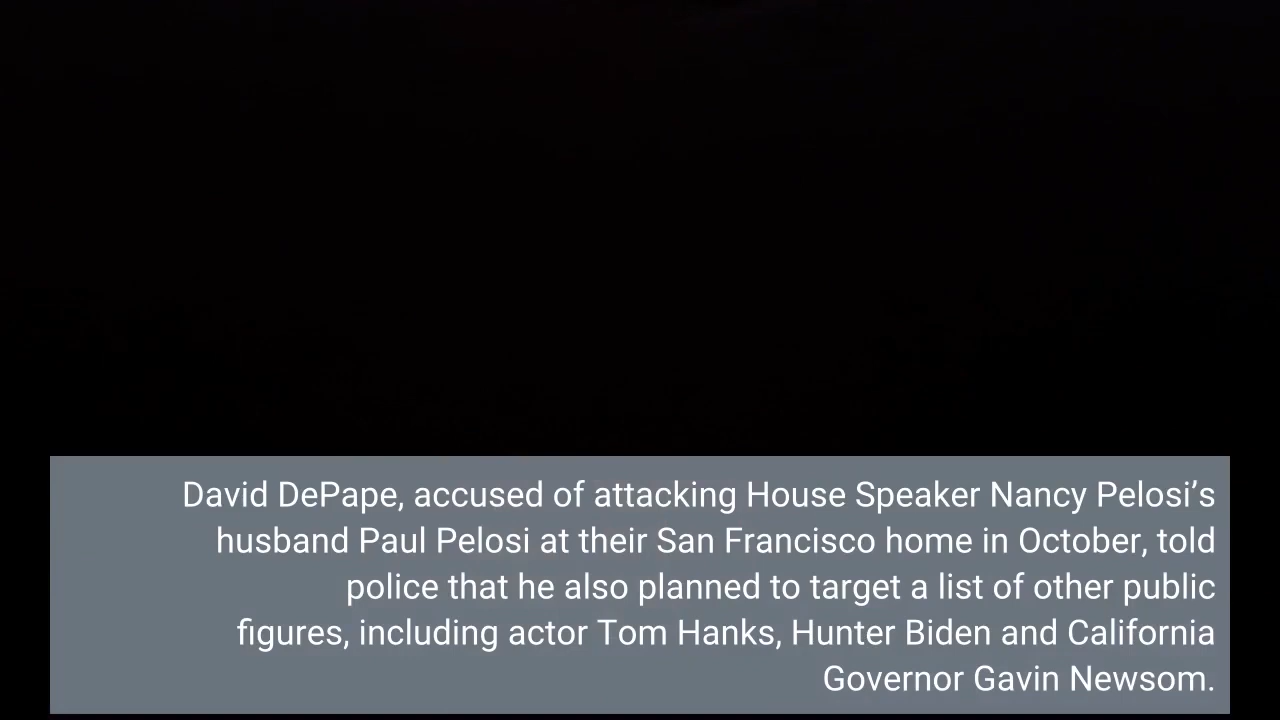 David DePape, accused of attacking House Speaker Nancy Pelosi’s
husband Paul Pelosi at their San Francisco home in October, told
police that he also planned to target a list of other public
figures, including actor Tom Hanks, Hunter Biden and California
Governor Gavin Newsom.